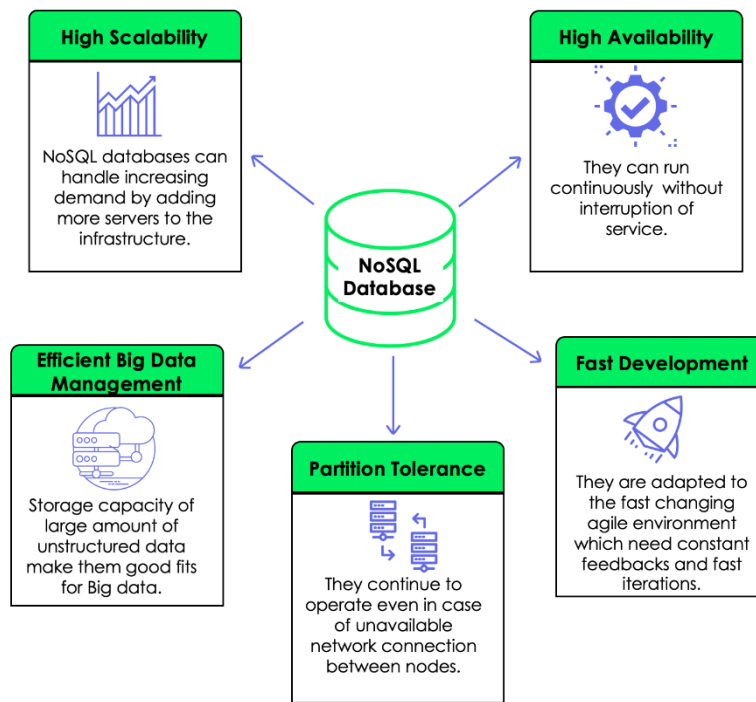 High Scalability
NoSQL databases can
handle increasing
demand by adding
more servers to the
infrastructure.
High Availability
They can run
continuously without
interruption of
service.
NoSQL
Database
Efficient Big Data
Management
Storage capacity of
large amount of
unstructured data
make them good fits
for Big data.
Partition Tolerance
They continue to
operate even in case
of unavailable
network connection
between nodes.
Fast Development
They are adapted to
the fast changing
agile environment
which need constant
feedbacks and fast
iterations.